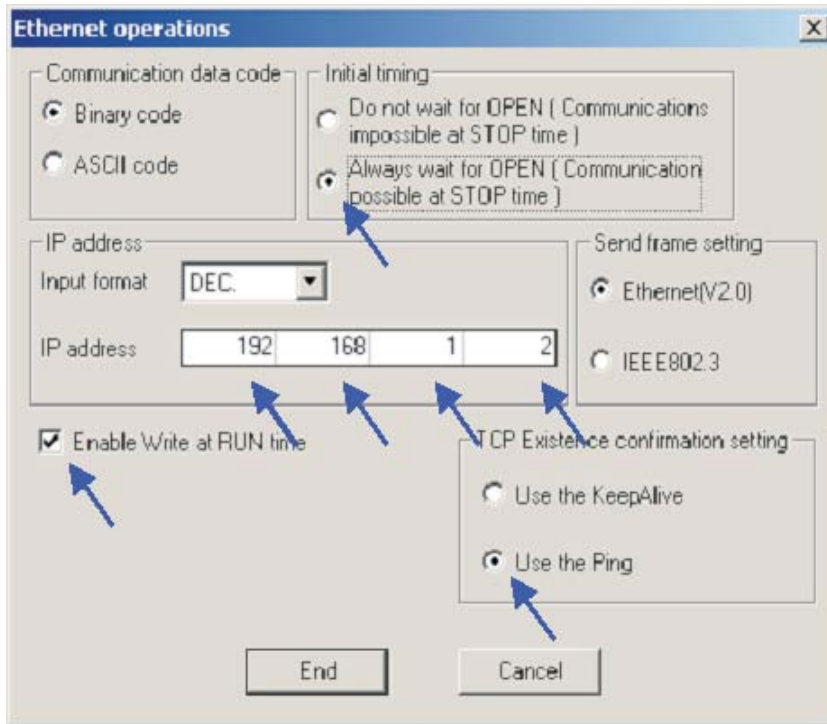 Ethernet operations
Communication data code
Binary code
ASCII code
Initial timing
Do not wait for OPEN ( Communications
impossible at STOP time )
Always wait for OPEN ( Communication
possible at STOP time )
IP address
Input format DEC.
IP address 192 168 1 2
Send frame setting
Ethernet(V2.0)
IEEE802.3
Enable Write at RUN time
TCP Existence confirmation setting
Use the KeepAlive
Use the Ping
End
Cancel